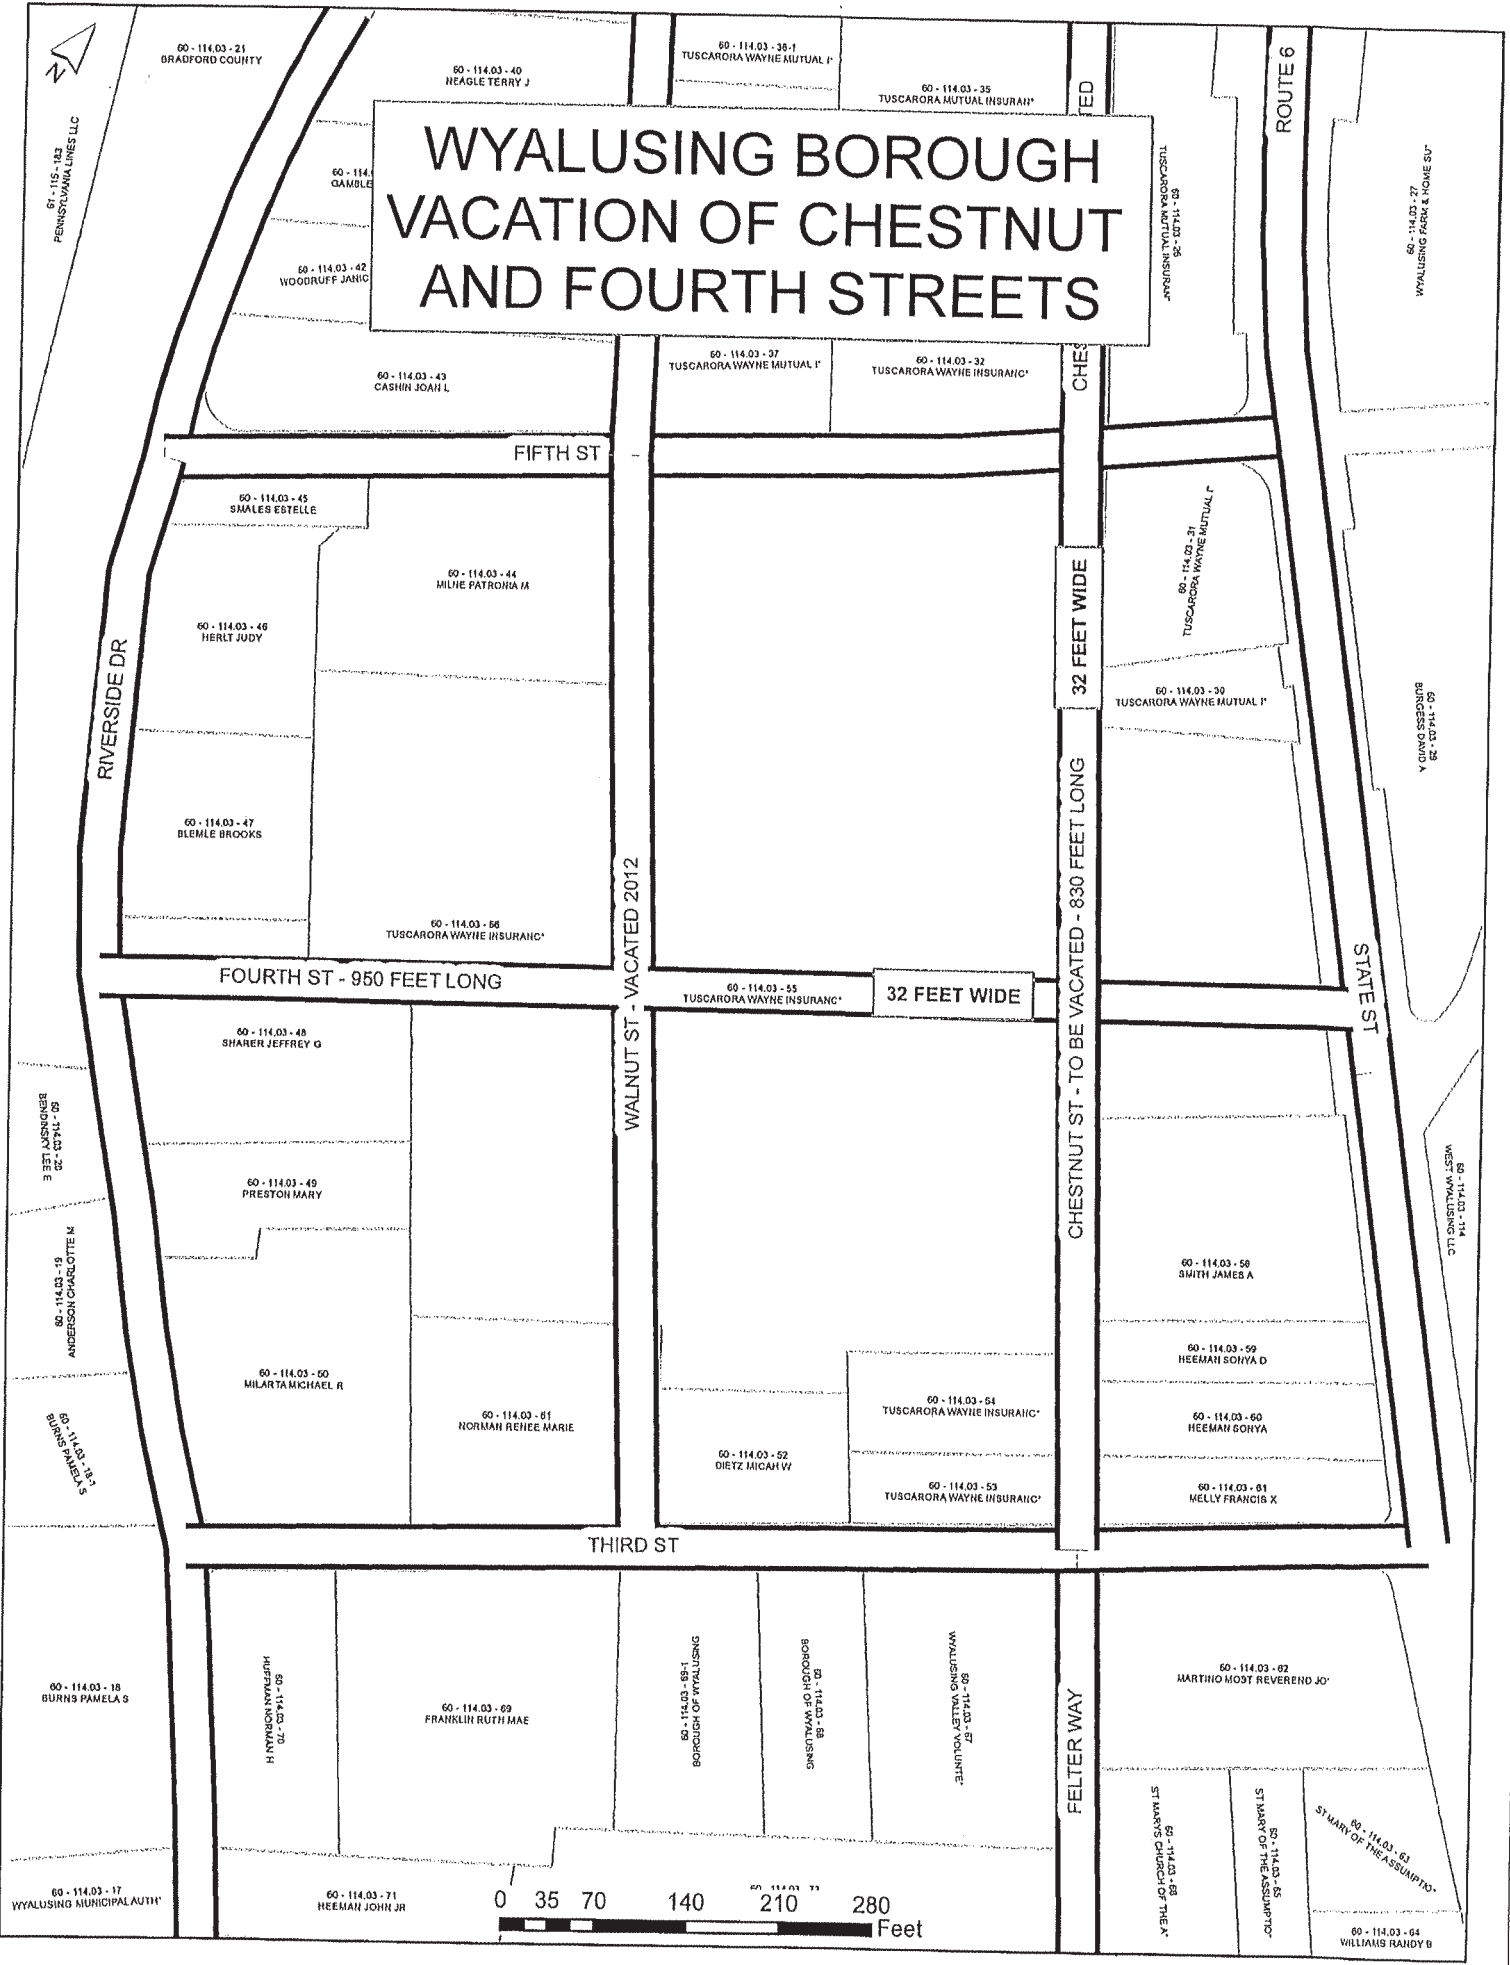 N
60 - 114.03 - 21
BRADFORD COUNTY
61 - 115 - 183
PENNSYLVANIA LINES LLC
60 - 114.03 - 40
NEAGLE TERRY J
60 - 114.03 - 36-1
TUSCARORA WAYNE MUTUAL I*
60 - 114.03 - 35
TUSCARORA MUTUAL INSURAN*
TED
ROUTE 6
WYALUSING BOROUGH
VACATION OF CHESTNUT
AND FOURTH STREETS
60 - 114.
GAMBLE
60 - 114.03 - 42
WOODRUFF JANIC
60 - 114.03 - 26
TUSCARORA MUTUAL INSURAN*
60 - 114.03 - 27
WYALUSING FARM & HOME SU*
60 - 114.03 - 43
CASHIN JOAN L
60 - 114.03 - 37
TUSCARORA WAYNE MUTUAL I*
60 - 114.03 - 32
TUSCARORA WAYNE INSURANC*
CHES
FIFTH ST
60 - 114.03 - 45
SMALES ESTELLE
60 - 114.03 - 44
MILNE PATRONIA M
60 - 114.03 - 46
HERLT JUDY
32 FEET WIDE
60 - 114.03 - 31
TUSCARORA WAYNE MUTUAL I*
60 - 114.03 - 30
TUSCARORA WAYNE MUTUAL I*
60 - 114.03 - 29
BURGESS DAVID A
RIVERSIDE DR
60 - 114.03 - 47
BLEMLE BROOKS
60 - 114.03 - 56
TUSCARORA WAYNE INSURANC*
WALNUT ST - VACATED 2012
CHESTNUT ST - TO BE VACATED - 830 FEET LONG
FOURTH ST - 950 FEET LONG
60 - 114.03 - 55
TUSCARORA WAYNE INSURANC*
32 FEET WIDE
STATE ST
60 - 114.03 - 48
SHARER JEFFREY G
60 - 114.03 - 20
BENDINSKY LEE E
60 - 114.03 - 49
PRESTON MARY
60 - 114.03 - 114
WEST WYALUSING LLC
60 - 114.03 - 19
ANDERSON CHARLOTTE M
60 - 114.03 - 58
SMITH JAMES A
60 - 114.03 - 59
HEEMAN SONYA D
60 - 114.03 - 50
MILARTA MICHAEL R
60 - 114.03 - 54
TUSCARORA WAYNE INSURANC*
60 - 114.03 - 51
NORMAN RENEE MARIE
60 - 114.03 - 60
HEEMAN SONYA
60 - 114.03 - 18-1
BURNS PAMELA S
60 - 114.03 - 52
DIETZ MICAH W
60 - 114.03 - 53
TUSCARORA WAYNE INSURANC*
60 - 114.03 - 61
MELLY FRANCIS X
THIRD ST
60 - 114.03 - 18
BURNS PAMELA S
60 - 114.03 - 70
HUFFMAN NORMAN H
60 - 114.03 - 69
FRANKLIN RUTH MAE
60 - 114.03 - 69-1
BOROUGH OF WYALUSING
60 - 114.03 - 68
BOROUGH OF WYALUSING
60 - 114.03 - 67
WYALUSING VALLEY VOLUNTE*
FELTER WAY
60 - 114.03 - 62
MARTINO MOST REVEREND JO*
60 - 114.03 - 66
ST MARYS CHURCH OF THE A*
60 - 114.03 - 65
ST MARY OF THE ASSUMPTIO*
60 - 114.03 - 63
ST MARY OF THE ASSUMPTIO*
60 - 114.03 - 17
WYALUSING MUNICIPAL AUTH*
60 - 114.03 - 71
HEEMAN JOHN JR
0 35 70 140 210 280
Feet
60 - 114.03 - 64
WILLIAMS RANDY B